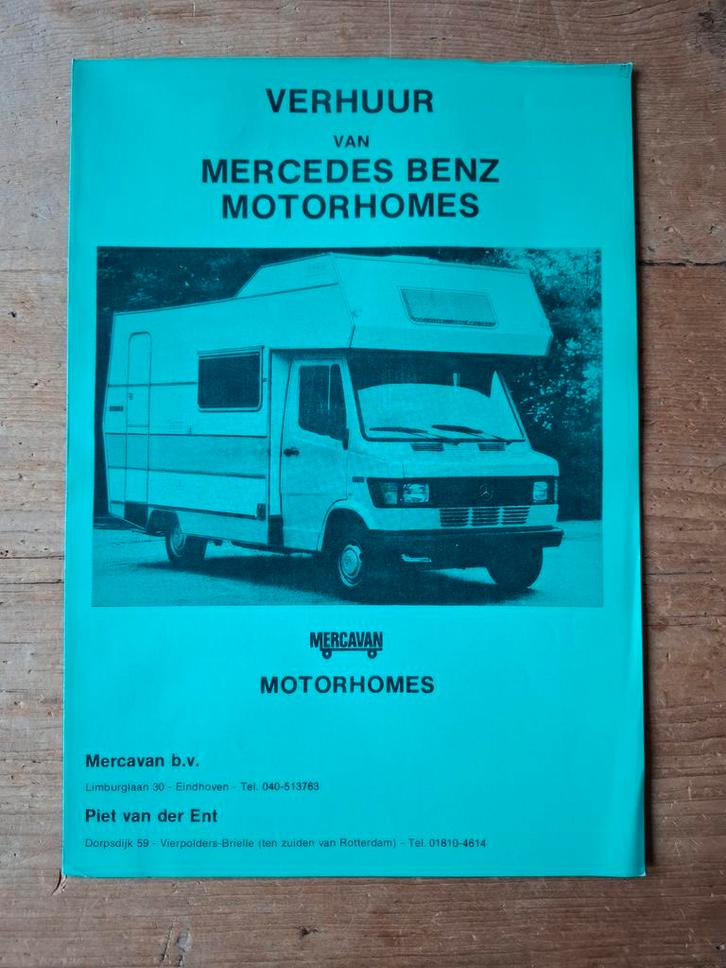 VERHUUR
VAN
MERCEDES BENZ
MOTORHOMES
MERCAVAN
MOTORHOMES
Mercavan b.v.
Limburglaan 30 - Eindhoven - Tel. 040-513763
Piet van der Ent
Dorpsdijk 59 - Vierpolders-Brielle (ten zuiden van Rotterdam) - Tel. 01810-4614